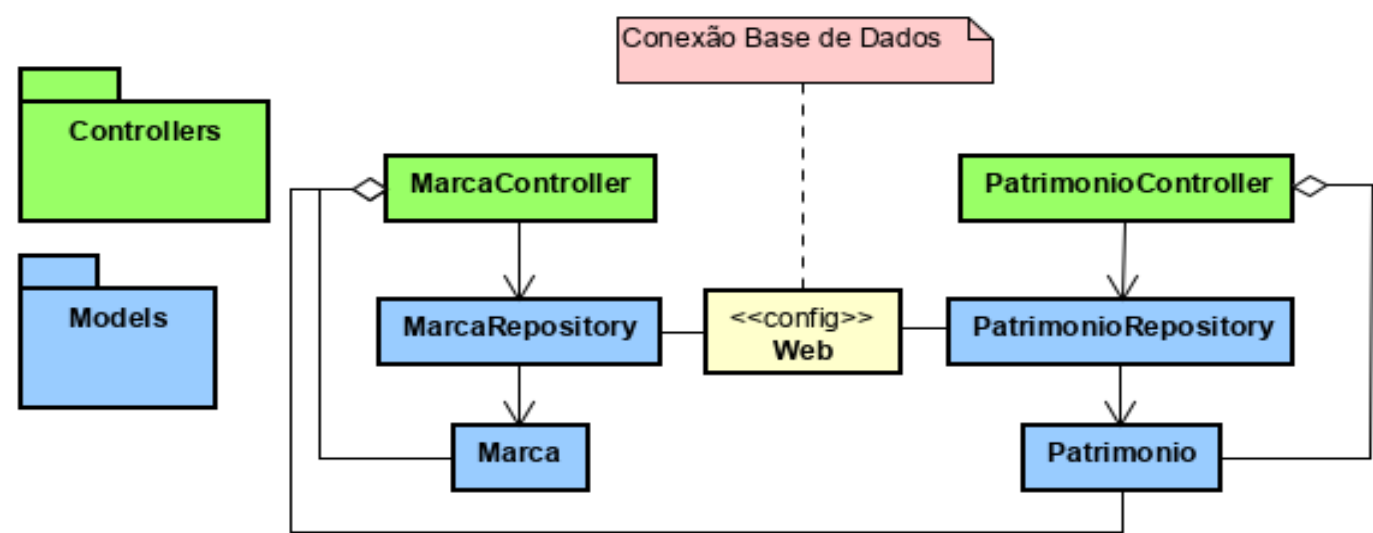 Conexão Base de Dados
Controllers
MarcaController
PatrimonioController
Models
MarcaRepository
<<config>>
Web
PatrimonioRepository
Marca
Patrimonio